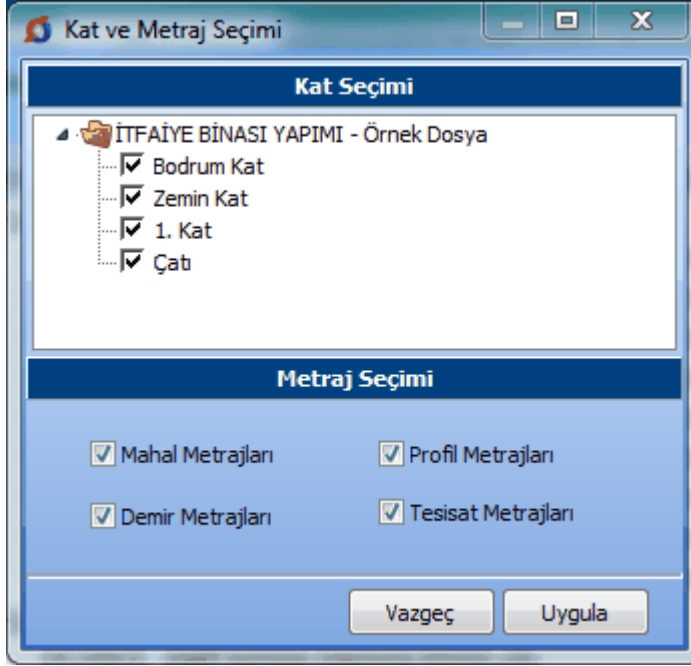 Kat ve Metraj Seçimi
Kat Seçimi
İTFAİYE BİNASI YAPIMI - Örnek Dosya
Bodrum Kat
Zemin Kat
1. Kat
Çatı
Metraj Seçimi
Mahal Metrajları
Profil Metrajları
Demir Metrajları
Tesisat Metrajları
Vazgeç
Uygula